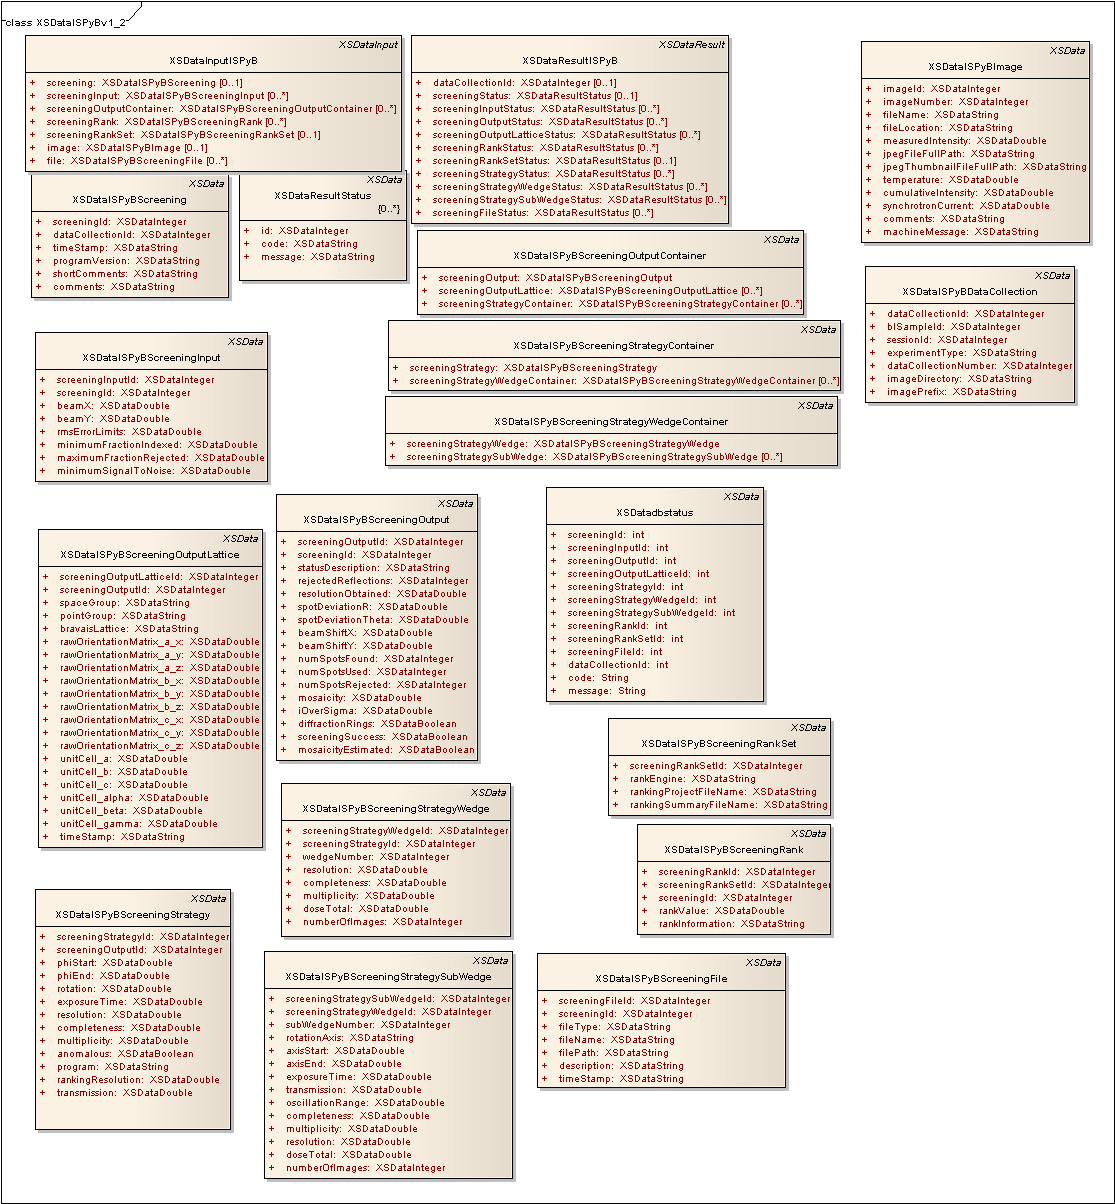 class XSDataISPyBv1_2
XSDataInput
XSDataInputISPyB
+ screening: XSDataISPyBScreening [0..1]
+ screeningInput: XSDataISPyBScreeningInput [0..*]
+ screeningOutputContainer: XSDataISPyBScreeningOutputContainer [0..*]
+ screeningRank: XSDataISPyBScreeningRank [0..*]
+ screeningRankSet: XSDataISPyBScreeningRankSet [0..1]
+ image: XSDataISPyBImage [0..1]
+ file: XSDataISPyBScreeningFile [0..*]
XSDataResult
XSDataResultISPyB
+ dataCollectionId: XSDataInteger [0..1]
+ screeningStatus: XSDataResultStatus [0..1]
+ screeningInputStatus: XSDataResultStatus [0..*]
+ screeningOutputStatus: XSDataResultStatus [0..*]
+ screeningOutputLatticeStatus: XSDataResultStatus [0..*]
+ screeningRankStatus: XSDataResultStatus [0..*]
+ screeningRankSetStatus: XSDataResultStatus [0..1]
+ screeningStrategyStatus: XSDataResultStatus [0..*]
+ screeningStrategyWedgeStatus: XSDataResultStatus [0..*]
+ screeningStrategySubWedgeStatus: XSDataResultStatus [0..*]
+ screeningFileStatus: XSDataResultStatus [0..*]
XSData
XSDataISPyBImage
+ imageId: XSDataInteger
+ imageNumber: XSDataInteger
+ fileName: XSDataString
+ fileLocation: XSDataString
+ measuredIntensity: XSDataDouble
+ jpegFileFullPath: XSDataString
+ jpegThumbnailFileFullPath: XSDataString
+ temperature: XSDataDouble
+ cumulativeIntensity: XSDataDouble
+ synchrotronCurrent: XSDataDouble
+ comments: XSDataString
+ machineMessage: XSDataString
XSData
XSDataISPyBScreening
+ screeningId: XSDataInteger
+ dataCollectionId: XSDataInteger
+ timeStamp: XSDataString
+ programVersion: XSDataString
+ shortComments: XSDataString
+ comments: XSDataString
XSData
XSDataResultStatus
{0..*}
+ id: XSDataInteger
+ code: XSDataString
+ message: XSDataString
XSData
XSDataISPyBScreeningOutputContainer
+ screeningOutput: XSDataISPyBScreeningOutput
+ screeningOutputLattice: XSDataISPyBScreeningOutputLattice [0..*]
+ screeningStrategyContainer: XSDataISPyBScreeningStrategyContainer [0..*]
XSData
XSDataISPyBDataCollection
+ dataCollectionId: XSDataInteger
+ blSampleId: XSDataInteger
+ sessionId: XSDataInteger
+ experimentType: XSDataString
+ dataCollectionNumber: XSDataInteger
+ imageDirectory: XSDataString
+ imagePrefix: XSDataString
XSData
XSDataISPyBScreeningInput
+ screeningInputId: XSDataInteger
+ screeningId: XSDataInteger
+ beamX: XSDataDouble
+ beamY: XSDataDouble
+ rmsErrorLimits: XSDataDouble
+ minimumFractionIndexed: XSDataDouble
+ maximumFractionRejected: XSDataDouble
+ minimumSignalToNoise: XSDataDouble
XSData
XSDataISPyBScreeningStrategyContainer
+ screeningStrategy: XSDataISPyBScreeningStrategy
+ screeningStrategyWedgeContainer: XSDataISPyBScreeningStrategyWedgeContainer [0..*]
XSData
XSDataISPyBScreeningStrategyWedgeContainer
+ screeningStrategyWedge: XSDataISPyBScreeningStrategyWedge
+ screeningStrategySubWedge: XSDataISPyBScreeningStrategySubWedge [0..*]
XSData
XSDataISPyBScreeningOutputLattice
+ screeningOutputLatticeId: XSDataInteger
+ screeningOutputId: XSDataInteger
+ spaceGroup: XSDataString
+ pointGroup: XSDataString
+ bravaisLattice: XSDataString
+ rawOrientationMatrix_a_x: XSDataDouble
+ rawOrientationMatrix_a_y: XSDataDouble
+ rawOrientationMatrix_a_z: XSDataDouble
+ rawOrientationMatrix_b_x: XSDataDouble
+ rawOrientationMatrix_b_y: XSDataDouble
+ rawOrientationMatrix_b_z: XSDataDouble
+ rawOrientationMatrix_c_x: XSDataDouble
+ rawOrientationMatrix_c_y: XSDataDouble
+ rawOrientationMatrix_c_z: XSDataDouble
+ unitCell_a: XSDataDouble
+ unitCell_b: XSDataDouble
+ unitCell_c: XSDataDouble
+ unitCell_alpha: XSDataDouble
+ unitCell_beta: XSDataDouble
+ unitCell_gamma: XSDataDouble
+ timeStamp: XSDataString
XSData
XSDataISPyBScreeningOutput
+ screeningOutputId: XSDataInteger
+ screeningId: XSDataInteger
+ statusDescription: XSDataString
+ rejectedReflections: XSDataInteger
+ resolutionObtained: XSDataDouble
+ spotDeviationR: XSDataDouble
+ spotDeviationTheta: XSDataDouble
+ beamShiftX: XSDataDouble
+ beamShiftY: XSDataDouble
+ numSpotsFound: XSDataInteger
+ numSpotsUsed: XSDataInteger
+ numSpotsRejected: XSDataInteger
+ mosaicity: XSDataDouble
+ iOverSigma: XSDataDouble
+ diffractionRings: XSDataBoolean
+ screeningSuccess: XSDataBoolean
+ mosaicityEstimated: XSDataBoolean
XSData
XSDatadbstatus
+ screeningId: int
+ screeningInputId: int
+ screeningOutputId: int
+ screeningOutputLatticeId: int
+ screeningStrategyId: int
+ screeningStrategyWedgeId: int
+ screeningStrategySubWedgeId: int
+ screeningRankId: int
+ screeningRankSetId: int
+ screeningFileId: int
+ dataCollectionId: int
+ code: String
+ message: String
XSData
XSDataISPyBScreeningRankSet
+ screeningRankSetId: XSDataInteger
+ rankEngine: XSDataString
+ rankingProjectFileName: XSDataString
+ rankingSummaryFileName: XSDataString
XSData
XSDataISPyBScreeningStrategyWedge
+ screeningStrategyWedgeId: XSDataInteger
+ screeningStrategyId: XSDataInteger
+ wedgeNumber: XSDataInteger
+ resolution: XSDataDouble
+ completeness: XSDataDouble
+ multiplicity: XSDataDouble
+ doseTotal: XSDataDouble
+ numberOfImages: XSDataInteger
XSData
XSDataISPyBScreeningRank
+ screeningRankId: XSDataInteger
+ screeningRankSetId: XSDataInteger
+ screeningId: XSDataInteger
+ rankValue: XSDataDouble
+ rankInformation: XSDataString
XSData
XSDataISPyBScreeningStrategy
+ screeningStrategyId: XSDataInteger
+ screeningOutputId: XSDataInteger
+ phiStart: XSDataDouble
+ phiEnd: XSDataDouble
+ rotation: XSDataDouble
+ exposureTime: XSDataDouble
+ resolution: XSDataDouble
+ completeness: XSDataDouble
+ multiplicity: XSDataDouble
+ anomalous: XSDataBoolean
+ program: XSDataString
+ rankingResolution: XSDataDouble
+ transmission: XSDataDouble
XSData
XSDataISPyBScreeningStrategySubWedge
+ screeningStrategySubWedgeId: XSDataInteger
+ screeningStrategyWedgeId: XSDataInteger
+ subWedgeNumber: XSDataInteger
+ rotationAxis: XSDataString
+ axisStart: XSDataDouble
+ axisEnd: XSDataDouble
+ exposureTime: XSDataDouble
+ transmission: XSDataDouble
+ oscillationRange: XSDataDouble
+ completeness: XSDataDouble
+ multiplicity: XSDataDouble
+ resolution: XSDataDouble
+ doseTotal: XSDataDouble
+ numberOfImages: XSDataInteger
XSData
XSDataISPyBScreeningFile
+ screeningFileId: XSDataInteger
+ screeningId: XSDataInteger
+ fileType: XSDataString
+ fileName: XSDataString
+ filePath: XSDataString
+ description: XSDataString
+ timeStamp: XSDataString